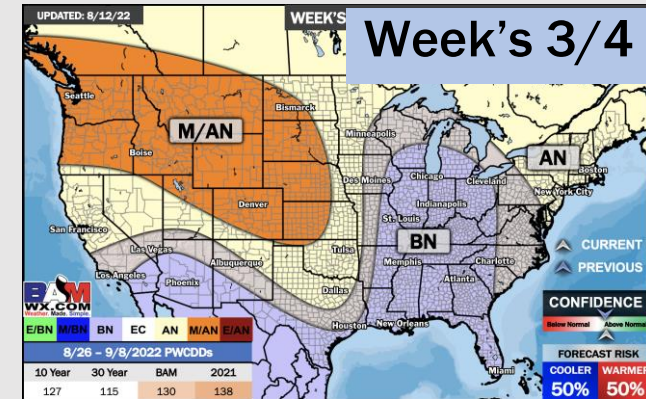 UPDATED: 8/12/22
WEEK'S
Week's 3/4
Seattle
Bismarck
M/AN
Minneapolis
Boise
AN
Boston
Des Moines
Chicago
Cleveland
New York City
Denver
Indianapolis
San Francisco
St. Louis
BN
CURRENT
Las Vegas
Tulsa
Memphis
Charlotte
PREVIOUS
Albuquerque
Los Angeles
Phoenix
Atlanta
Dallas
BAM
WX.COM
Weather. Made. Simple.
CONFIDENCE
Houston
New Orleans
Below Normal Above Normal
E/BN M/BN BN EC AN M/AN E/AN
8/26 – 9/8/2022 PWCDDs
FORECAST RISK
Miami
10 Year 30 Year BAM 2021
COOLER WARMER
127 115 130 138
50% 50%